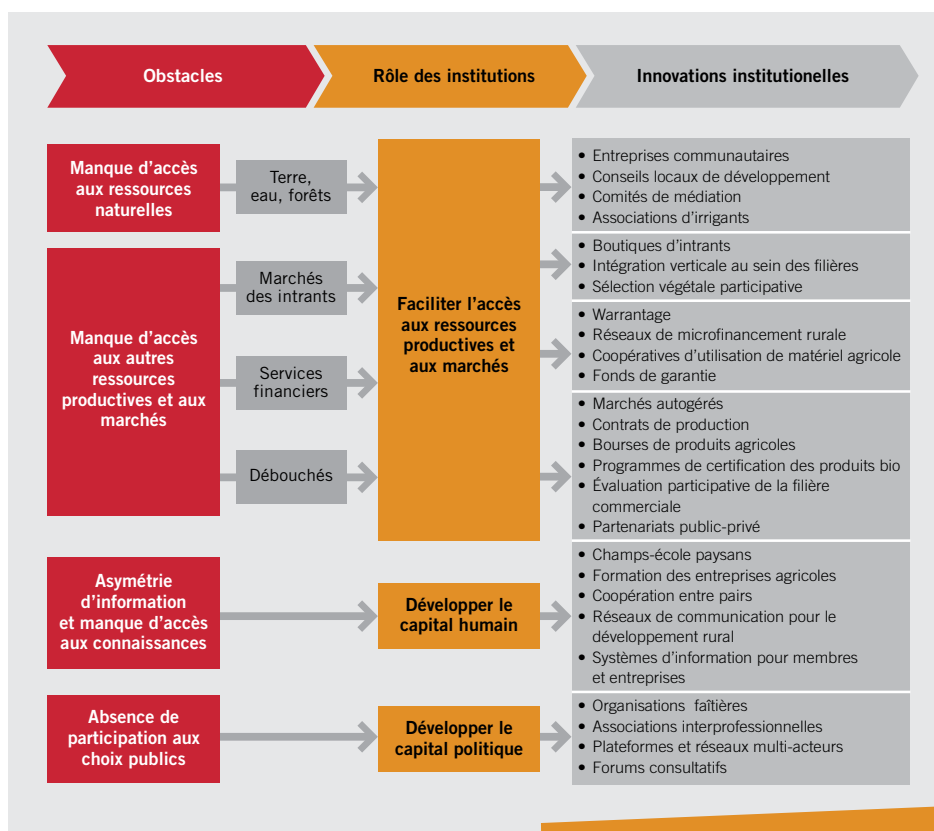 Obstacles
Rôle des institutions
Innovations institutionelles
Manque d'accès
aux ressources
naturelles
Terre,
eau, forêts
Manque d'accès
aux autres
ressources
productives et aux
marchés
Marchés
des intrants
Services
financiers
Débouchés
Faciliter l'accès
aux ressources
productives et
aux marchés
• Entreprises communautaires
• Conseils locaux de développement
• Comités de médiation
• Associations d'irrigants
• Boutiques d'intrants
• Intégration verticale au sein des filières
• Sélection végétale participative
• Warrantage
• Réseaux de microfinancement rurale
• Coopératives d'utilisation de matériel agricole
• Fonds de garantie
• Marchés autogérés
• Contrats de production
• Bourses de produits agricoles
• Programmes de certification des produits bio
• Évaluation participative de la filière
commerciale
• Partenariats public-privé
Asymétrie
d'information
et manque d'accès
aux connaissances
Développer le
capital humain
• Champs-école paysans
• Formation des entreprises agricoles
• Coopération entre pairs
• Réseaux de communication pour le
développement rural
• Systèmes d'information pour membres
et entreprises
Absence de
participation aux
choix publics
Développer le
capital politique
• Organisations faîtières
• Associations interprofessionnelles
• Plateformes et réseaux multi-acteurs
• Forums consultatifs